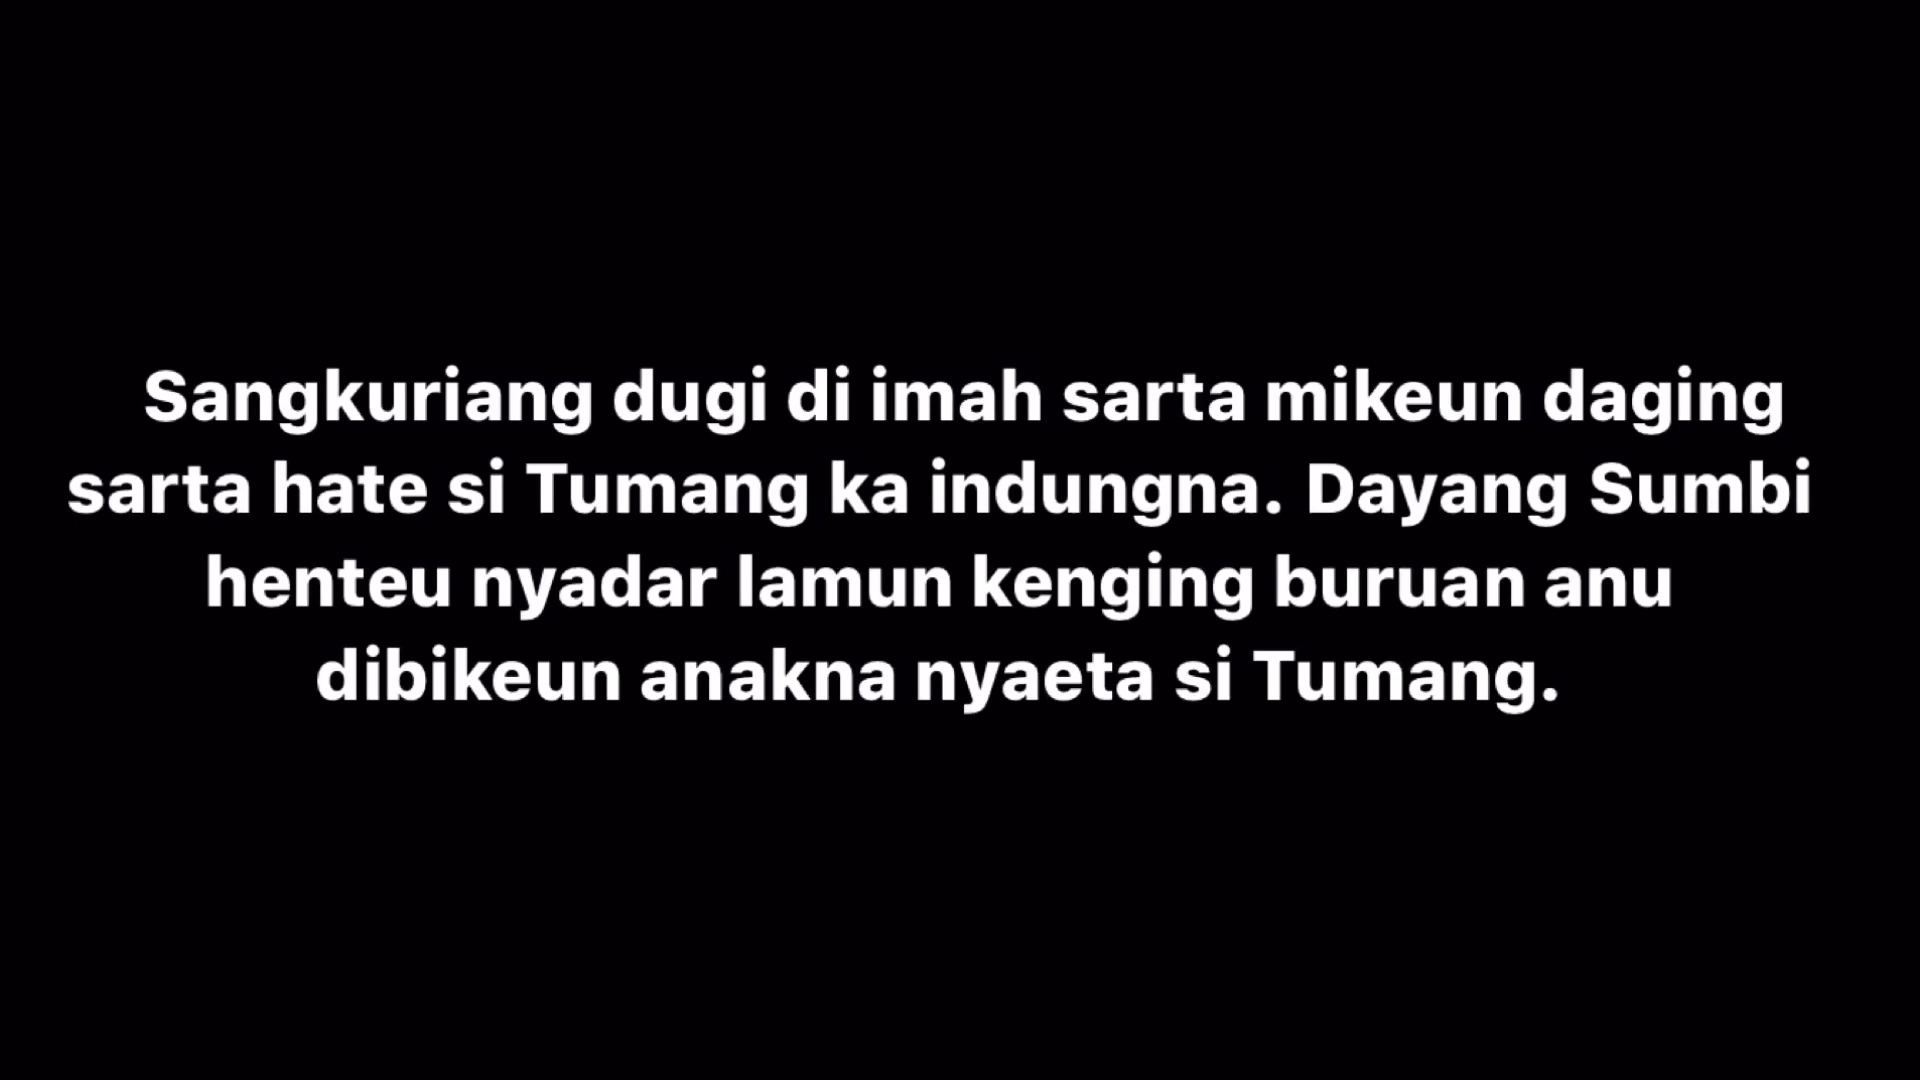 Sangkuriang dugi di imah sarta mikeun daging
sarta hate si Tumang ka indungna. Dayang Sumbi
henteu nyadar lamun kenging buruan anu
dibikeun anakna nyaeta si Tumang.